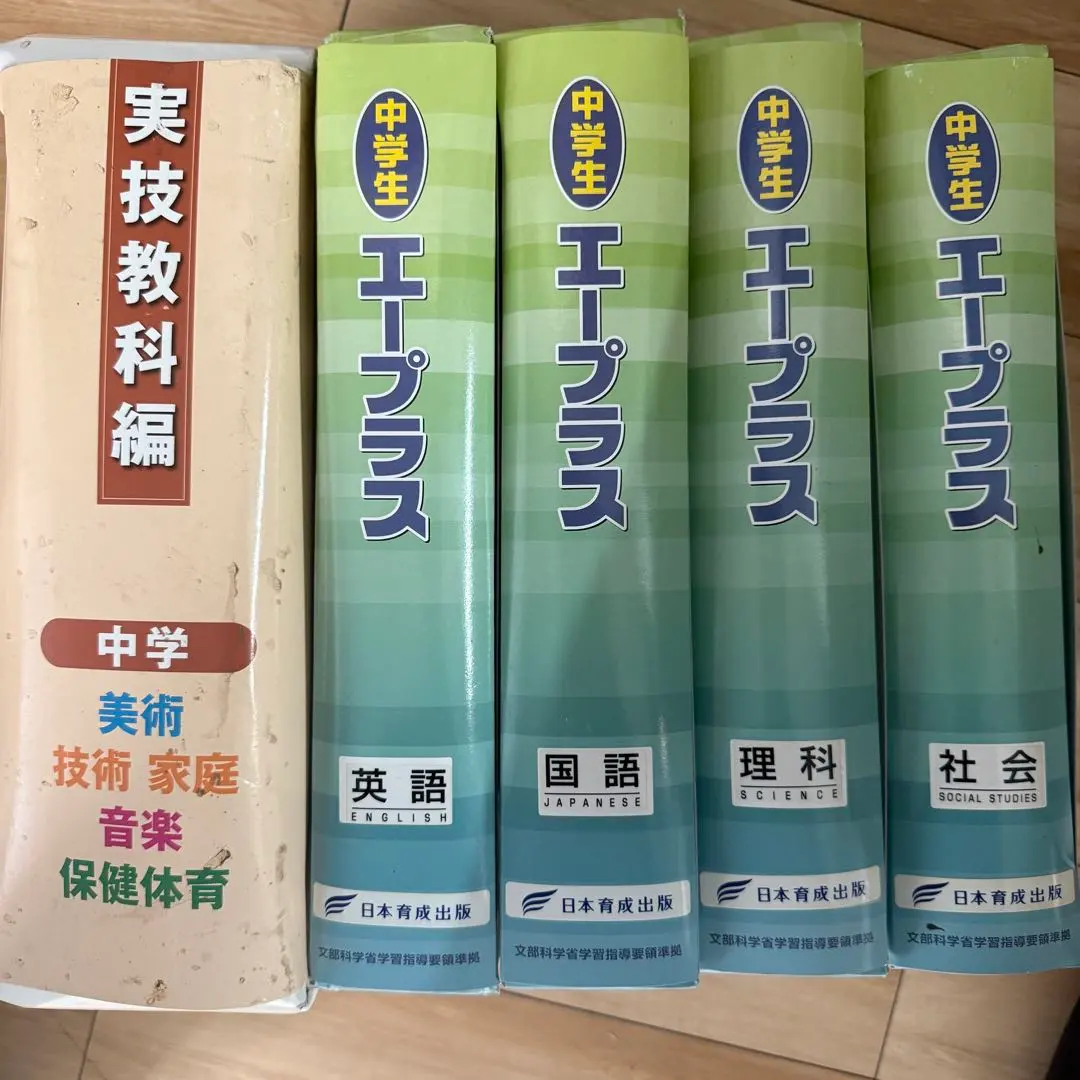 実技教科編
中学
美術
技術 家庭
音楽
保健体育
中学生
エープラス
英語
ENGLISH
日本育成出版
文部科学省学習指導要領準拠
中学生
エープラス
国語
JAPANESE
日本育成出版
文部科学省学習指導要領準拠
中学生
エープラス
理科
SCIENCE
日本育成出版
文部科学省学習指導要領準拠
中学生
エープラス
社会
SOCIAL STUDIES
日本育成出版
文部科学省学習指導要領準拠